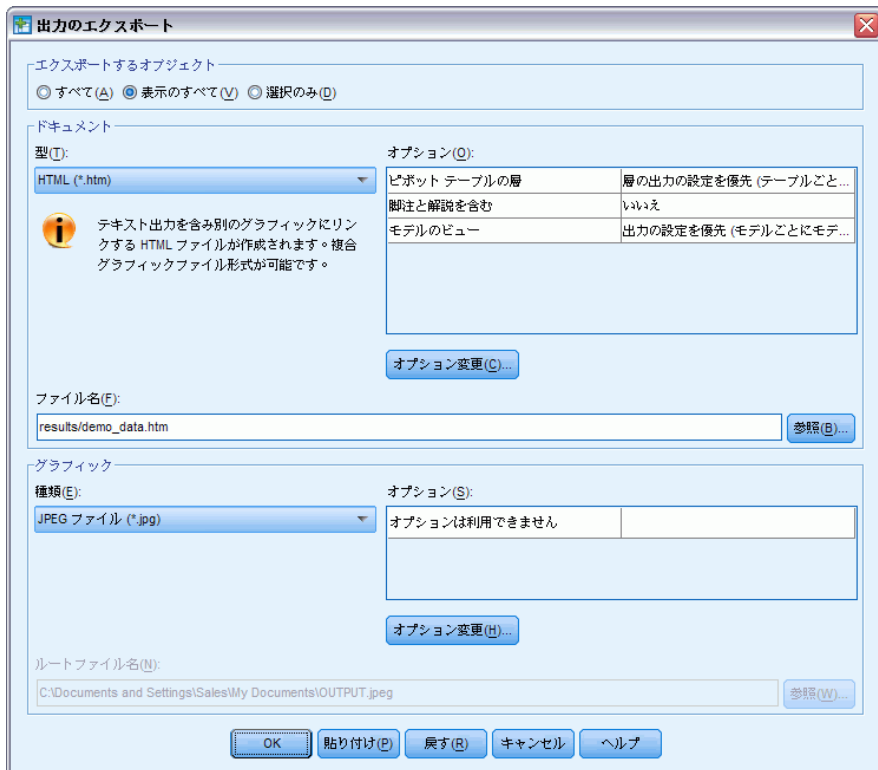 出力のエクスポート
エクスポートするオブジェクト
すべて(A) 表示のすべて(V) 選択のみ(D)
ドキュメント
型(T):
HTML (*.htm)
テキスト出力を含み別のグラフィックにリン
クする HTML ファイルが作成されます。複合
グラフィックファイル形式が可能です。
オプション(O):
ピボット テーブルの層 層の出力の設定を優先 (テーブルごと...
脚注と解説を含む いいえ
モデルのビュー 出力の設定を優先 (モデルごとにモデ...
オプション変更(C)...
ファイル名(F):
results/demo_data.htm
参照(B)...
グラフィック
種類(E):
JPEG ファイル (*.jpg)
オプション(S):
オプションは利用できません
オプション変更(H)...
ルートファイル名(N):
C:\Documents and Settings\Sales\My Documents\OUTPUT.jpeg
参照(W)...
OK 貼り付け(P) 戻す(R) キャンセル ヘルプ